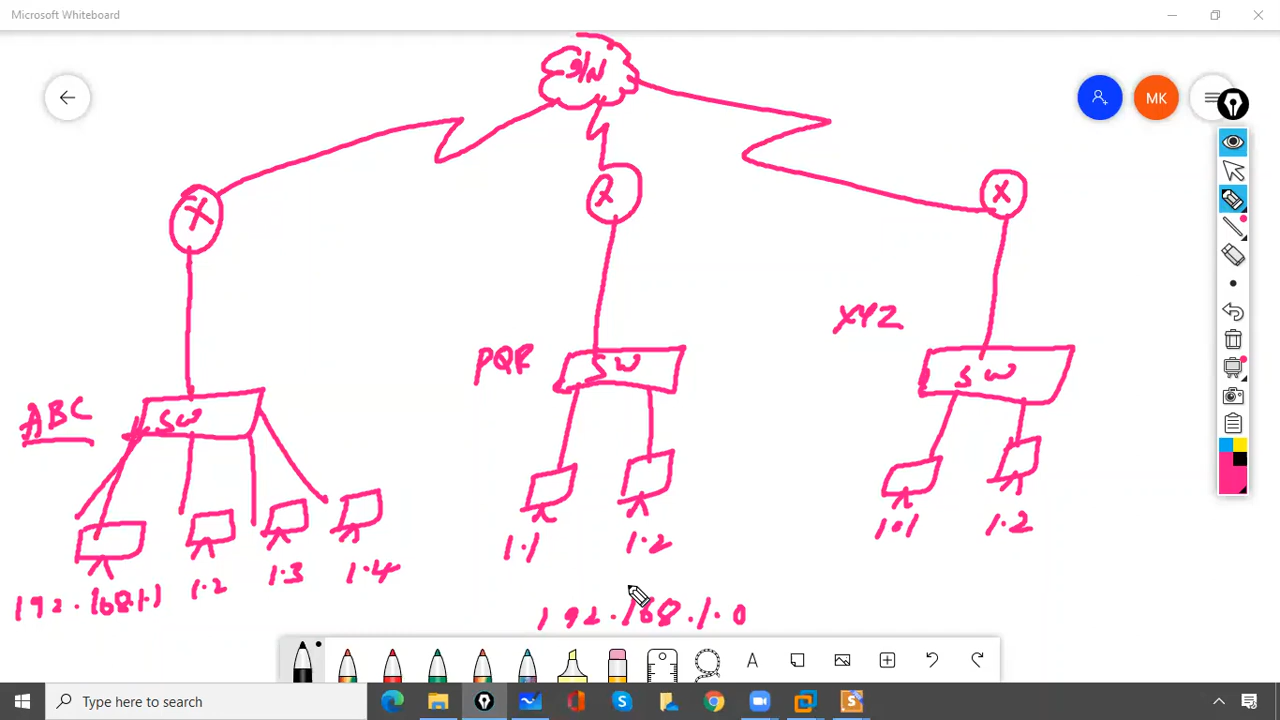 Microsoft Whiteboard
MK
X
R
X
XYZ
PQR
SW
SW
ABC
SW
1.1
1.2
1.1
1.2
192.168.1.1
1.2
1.3
1.4
192.168.1.0
Type here to search